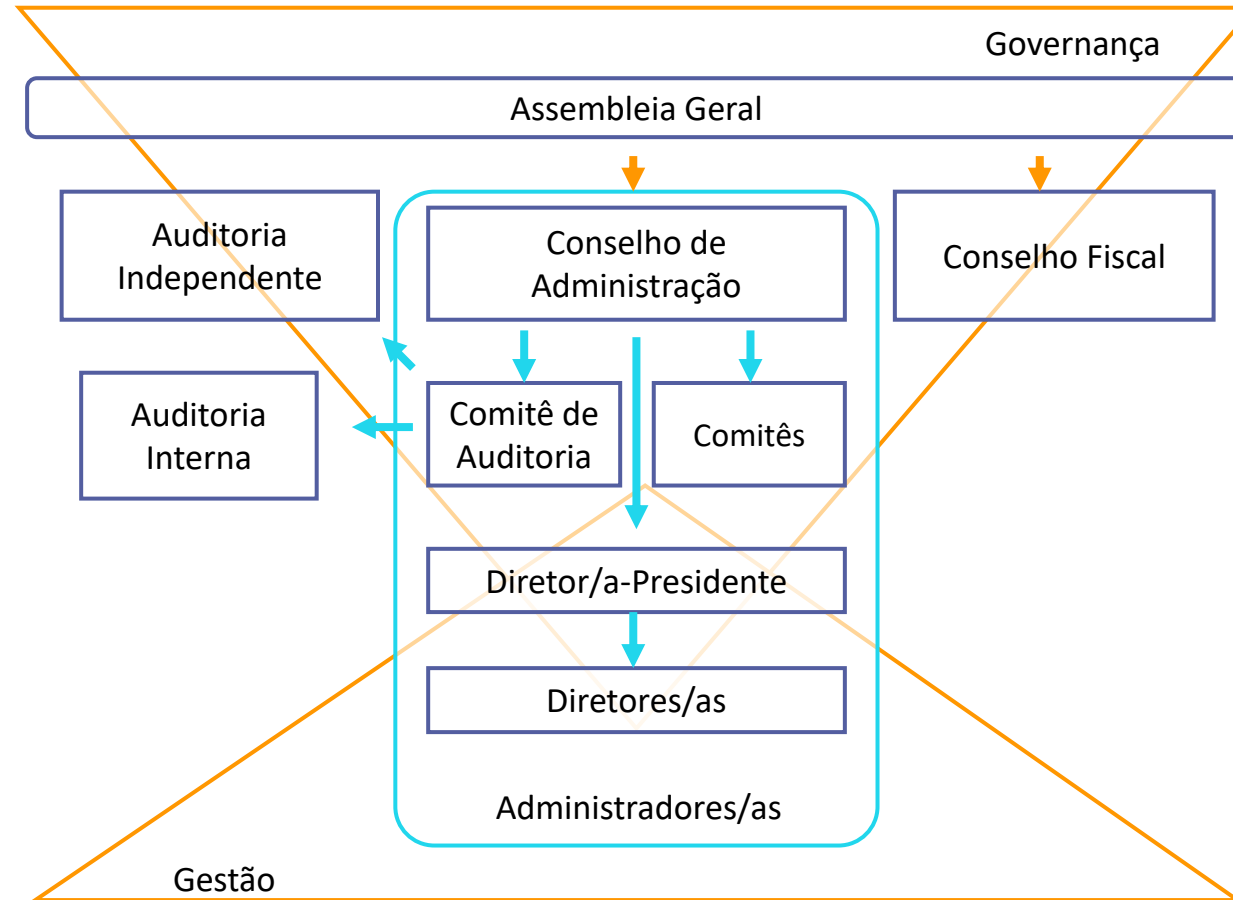 Governança
Assembleia Geral
Auditoria
Independente
Conselho de
Administração
Conselho Fiscal
Auditoria
Interna
Comitê de
Auditoria
Comitês
Diretor/a-Presidente
Diretores/as
Administradores/as
Gestão